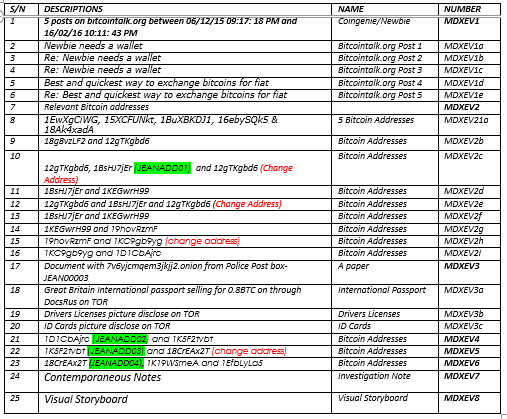 S/N DESCRIPTIONS NAME NUMBER
1 5 posts on bitcointalk.org between 06/12/15 09:17: 18 PM and Coingenie/Newbie MDXEV1
16/02/16 10:11: 43 PM
2 Newbie needs a wallet Bitcointalk.org Post 1 MDXEV1a
3 Re: Newbie needs a wallet Bitcointalk.org Post 2 MDXEV1b
4 Re: Newbie needs a wallet Bitcointalk.org Post 3 MDXEV1c
5 Best and quickest way to exchange bitcoins for fiat Bitcointalk.org Post 4 MDXEV1d
6 Re: Best and quickest way to exchange bitcoins for fiat Bitcointalk.org Post 5 MDXEV1e
7 Relevant Bitcoin addresses MDXEV2
8 1EwXgCiWG, 15XCFUNkt, 1BuXBKDJ1, 16ebySQk5 & 5 Bitcoin Addresses MDXEV21a
18Ak4xadA
9 18g8vzLF2 and 12gTKgbd6 Bitcoin Addresses MDXEV2b
10 Bitcoin Addresses MDXEV2c
12gTKgbd6, 1BsHJ7jEr (JEANADD01) and 12gTKgbd6 (Change
Address)
11 1BsHJ7jEr and 1KEGwrH99 Bitcoin Addresses MDXEV2d
12 12gTKgbd6 and 1BsHJ7jEr and 12gTKgbd6 (Change Address) Bitcoin Addresses MDXEV2e
13 1BsHJ7jEr and 1KEGwrH99 Bitcoin Addresses MDXEV2f
14 1KEGwrH99 and 19hovRzmF Bitcoin Addresses MDXEV2g
15 19hovRzmF and 1KC9gb9yg (change address) Bitcoin Addresses MDXEV2h
16 1KC9gb9yg and 1D1CbAjrc Bitcoin Addresses MDXEV2I
17 Document with 7v6yjcmqem3jkjj2.onion from Police Post box- A paper MDXEV3
JEAN00003
18 Great Britain International passport selling for 0.8BTC on through International Passport MDXEV3a
DocsRus on TOR
19 Drivers Licenses picture disclose on TOR Drivers Licenses MDXEV3b
20 ID Cards picture disclose on TOR ID Cards MDXEV3c
21 1D1CbAjrc (JEANADD02) and 1K5F2tvbt Bitcoin Addresses MDXEV4
22 1K5F2tvbt (JEANADD03) and 18CrEAx2T (change address) Bitcoin Addresses MDXEV5
23 18CrEAx2T (JEANADD04), 1K19WSmeA and 1EfbLyLa5 Bitcoin Addresses MDXEV6
24 Contemporaneous Notes Investigation Note MDXEV7
25 Visual Storyboard Visual Storyboard MDXEV8